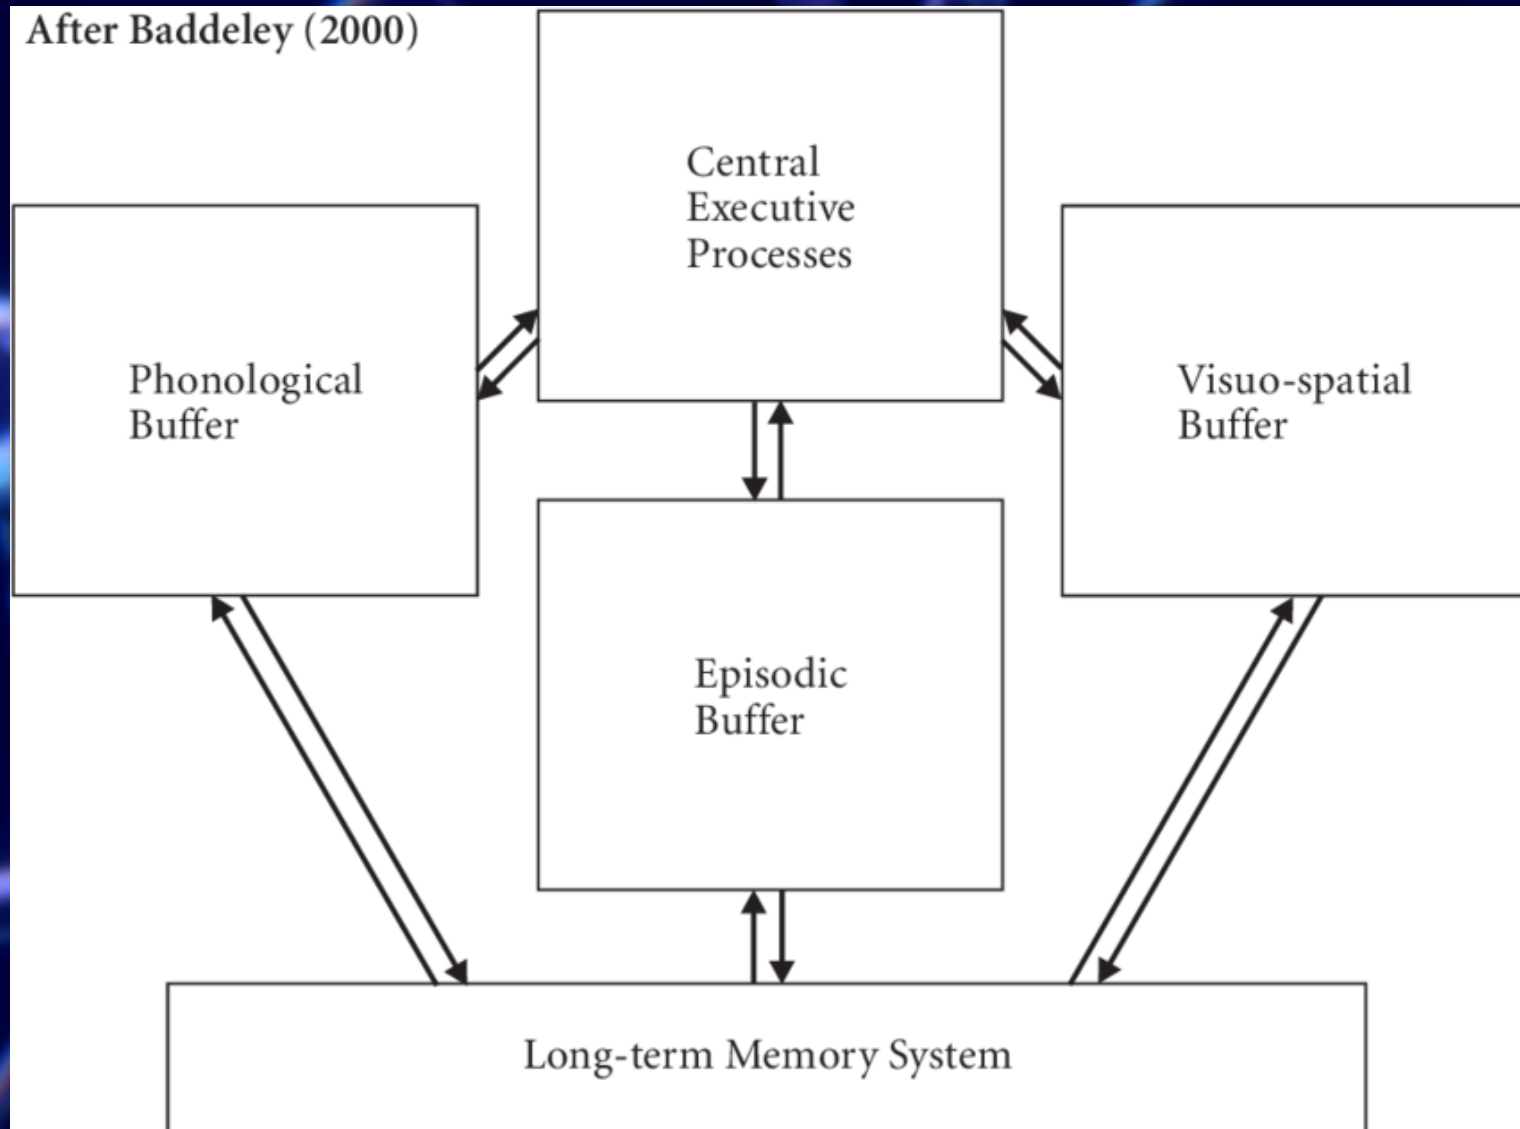 After Baddeley (2000)
Central
Executive
Processes
Phonological
Buffer
Visuo-spatial
Buffer
Episodic
Buffer
Long-term Memory System